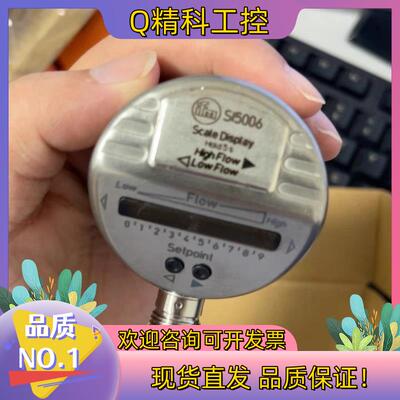 Q精科工控
ifm
SI5006
Scale Display
Hold 5 s
High Flow
Low Flow
Low
Flow
High
0 1 2 3 4 5 6 7 8 9
Setpoint
品质
NO.1
欢迎咨询可开发票
现货直发 品质保证!